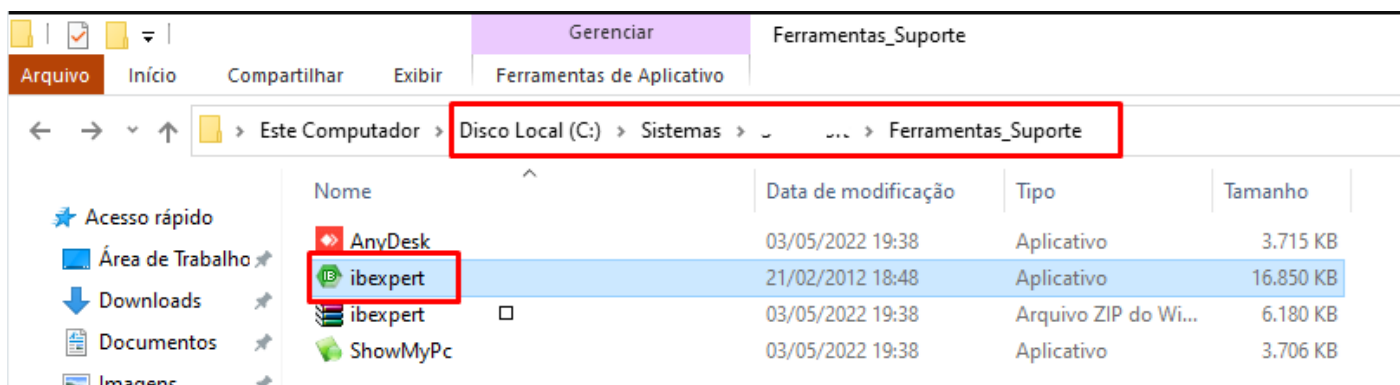 Gerenciar Ferramentas_Suporte
Arquivo Início Compartilhar Exibir Ferramentas de Aplicativo
Este Computador > Disco Local (C:) > Sistemas > > Ferramentas_Suporte
Nome Data de modificação Tipo Tamanho
Acesso rápido
AnyDesk 03/05/2022 19:38 Aplicativo 3.715 KB
Área de Trabalho
IB ibexpert 21/02/2012 18:48 Aplicativo 16.850 KB
Downloads
ibexpert 03/05/2022 19:38 Arquivo ZIP do Wi... 6.180 KB
Documentos
ShowMyPc 03/05/2022 19:38 Aplicativo 3.706 KB
Imagens